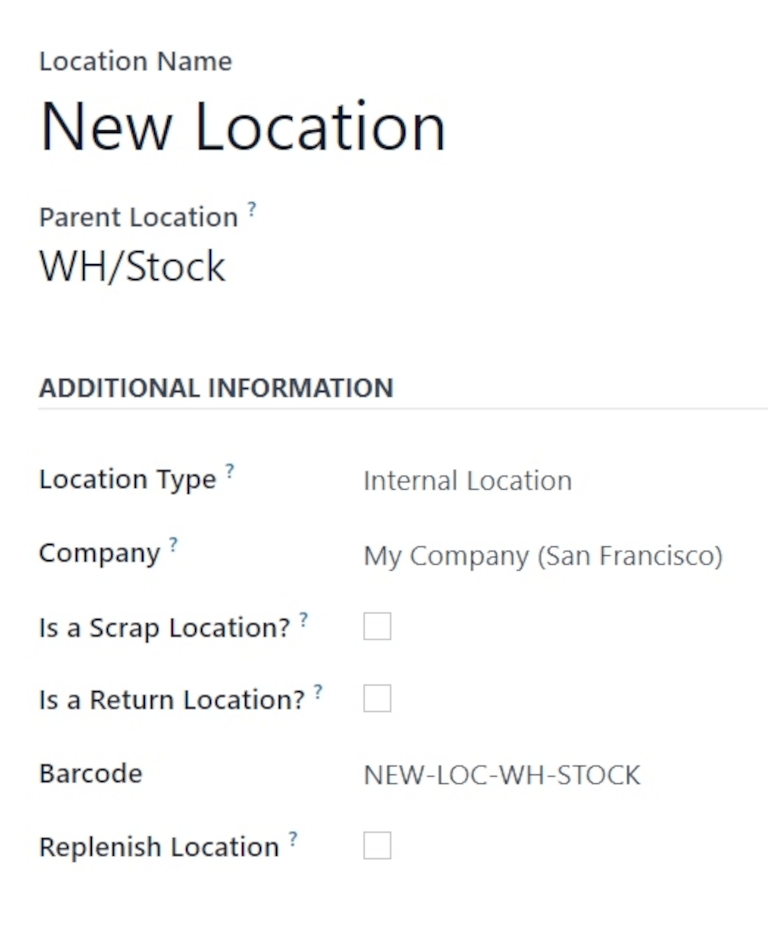 Location Name
New Location
Parent Location ?
WH/Stock
ADDITIONAL INFORMATION
Location Type ? Internal Location
Company ? My Company (San Francisco)
Is a Scrap Location? ?
Is a Return Location? ?
Barcode NEW-LOC-WH-STOCK
Replenish Location ?